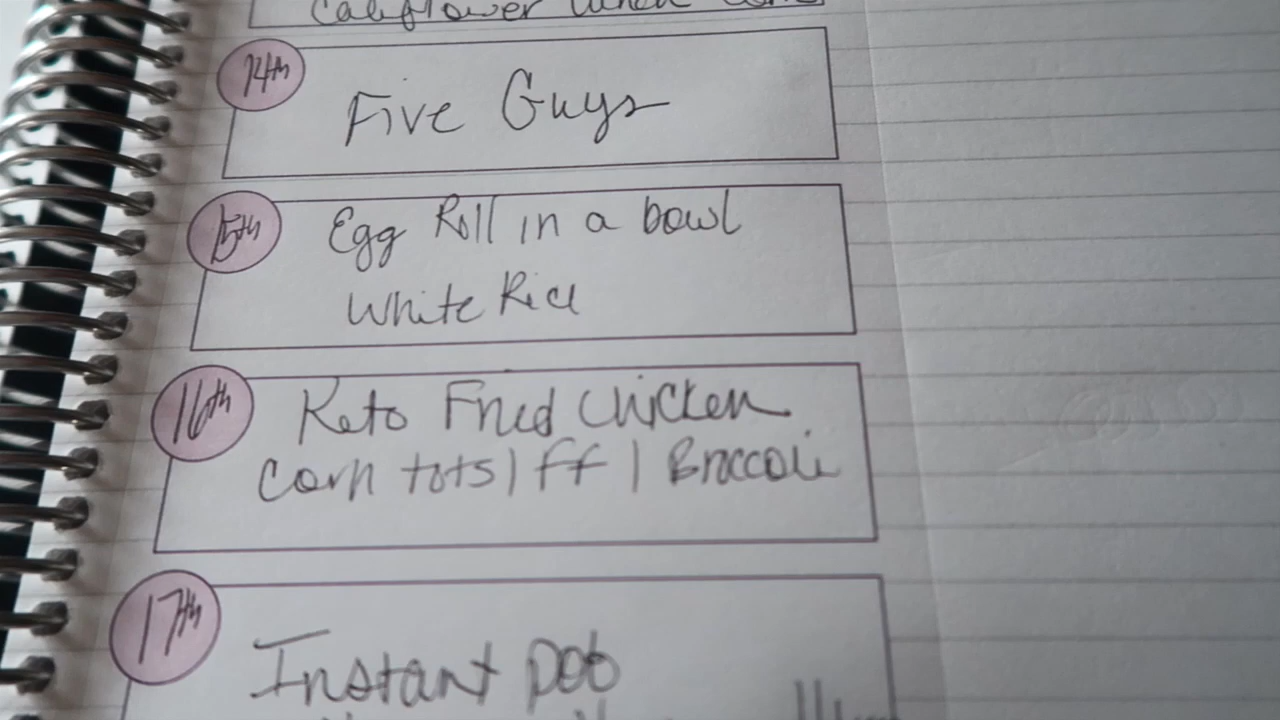 Califlower
14th
Five Guys
15th
Egg Roll in a bowl
White Rice
16th
Keto Fried Chicken
Corn tots | ff | Broccoli
17th
Instant Pot